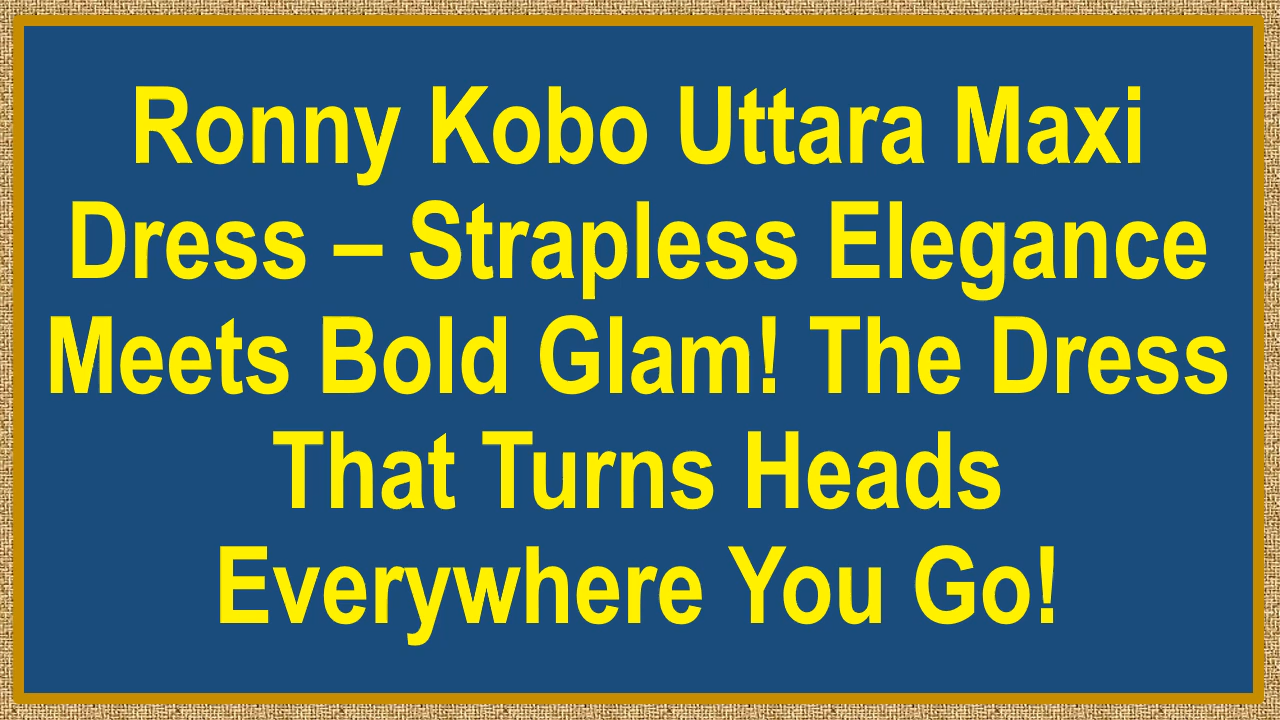 Ronny Kobo Uttara Maxi
Dress – Strapless Elegance
Meets Bold Glam! The Dress
That Turns Heads
Everywhere You Go!